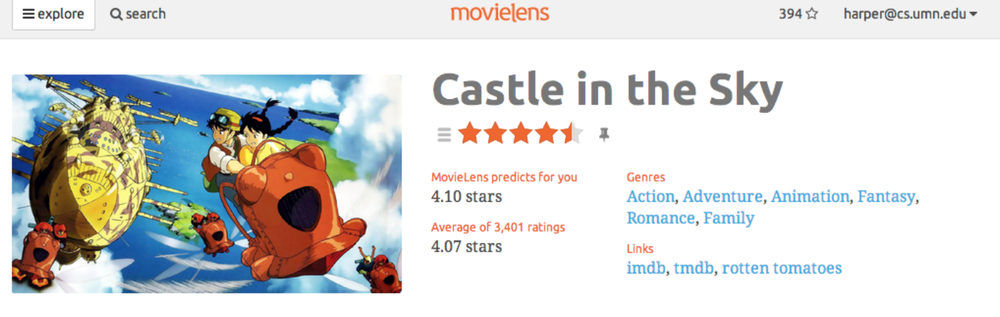 explore search movielens 394 harper@cs.umn.edu
Castle in the Sky
MovieLens predicts for you
4.10 stars
Average of 3,401 ratings
4.07 stars
Genres
Action, Adventure, Animation, Fantasy,
Romance, Family
Links
imdb, tmdb, rotten tomatoes